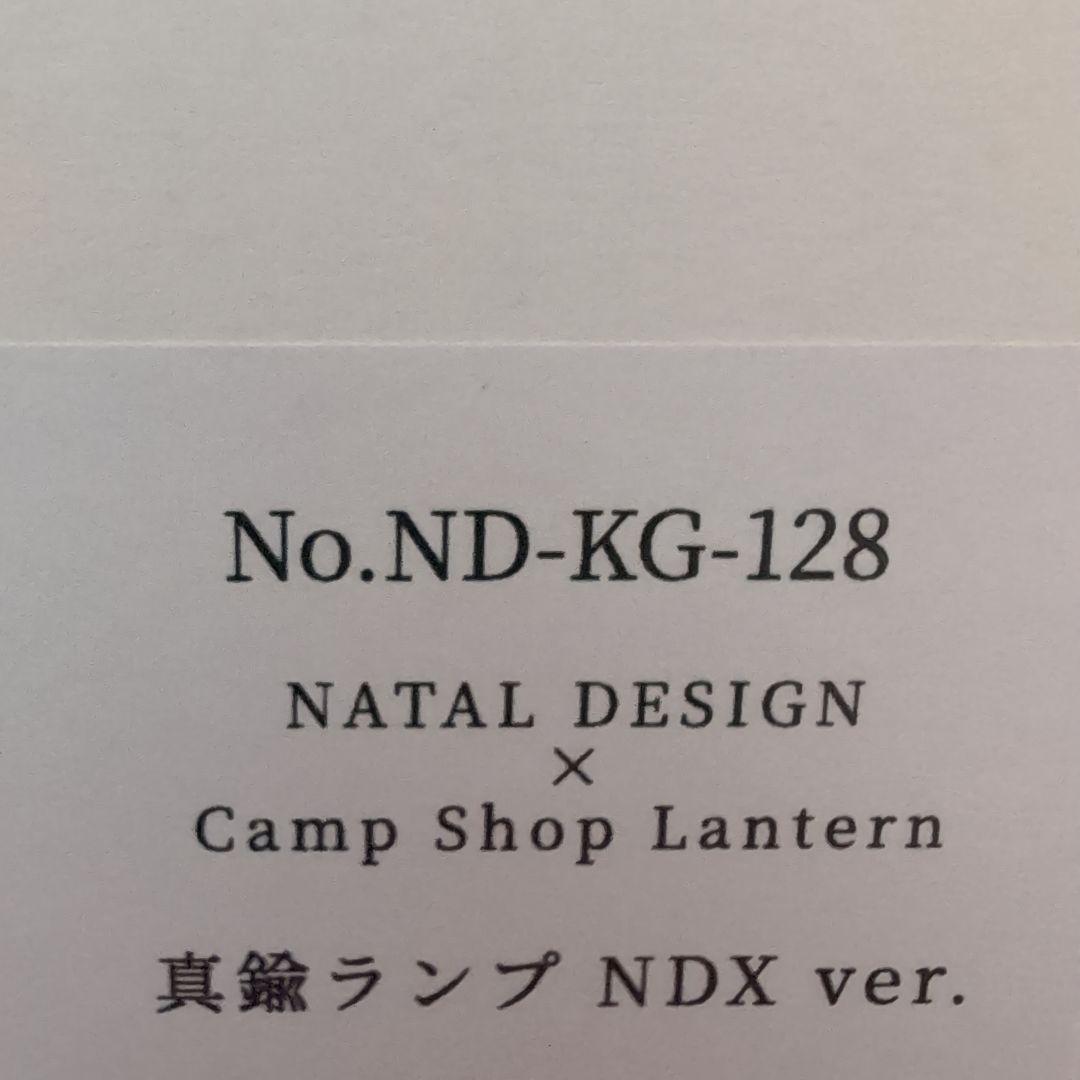 No.ND-KG-128
NATAL DESIGN
×
Camp Shop Lantern
真鍮ランプ NDX ver.